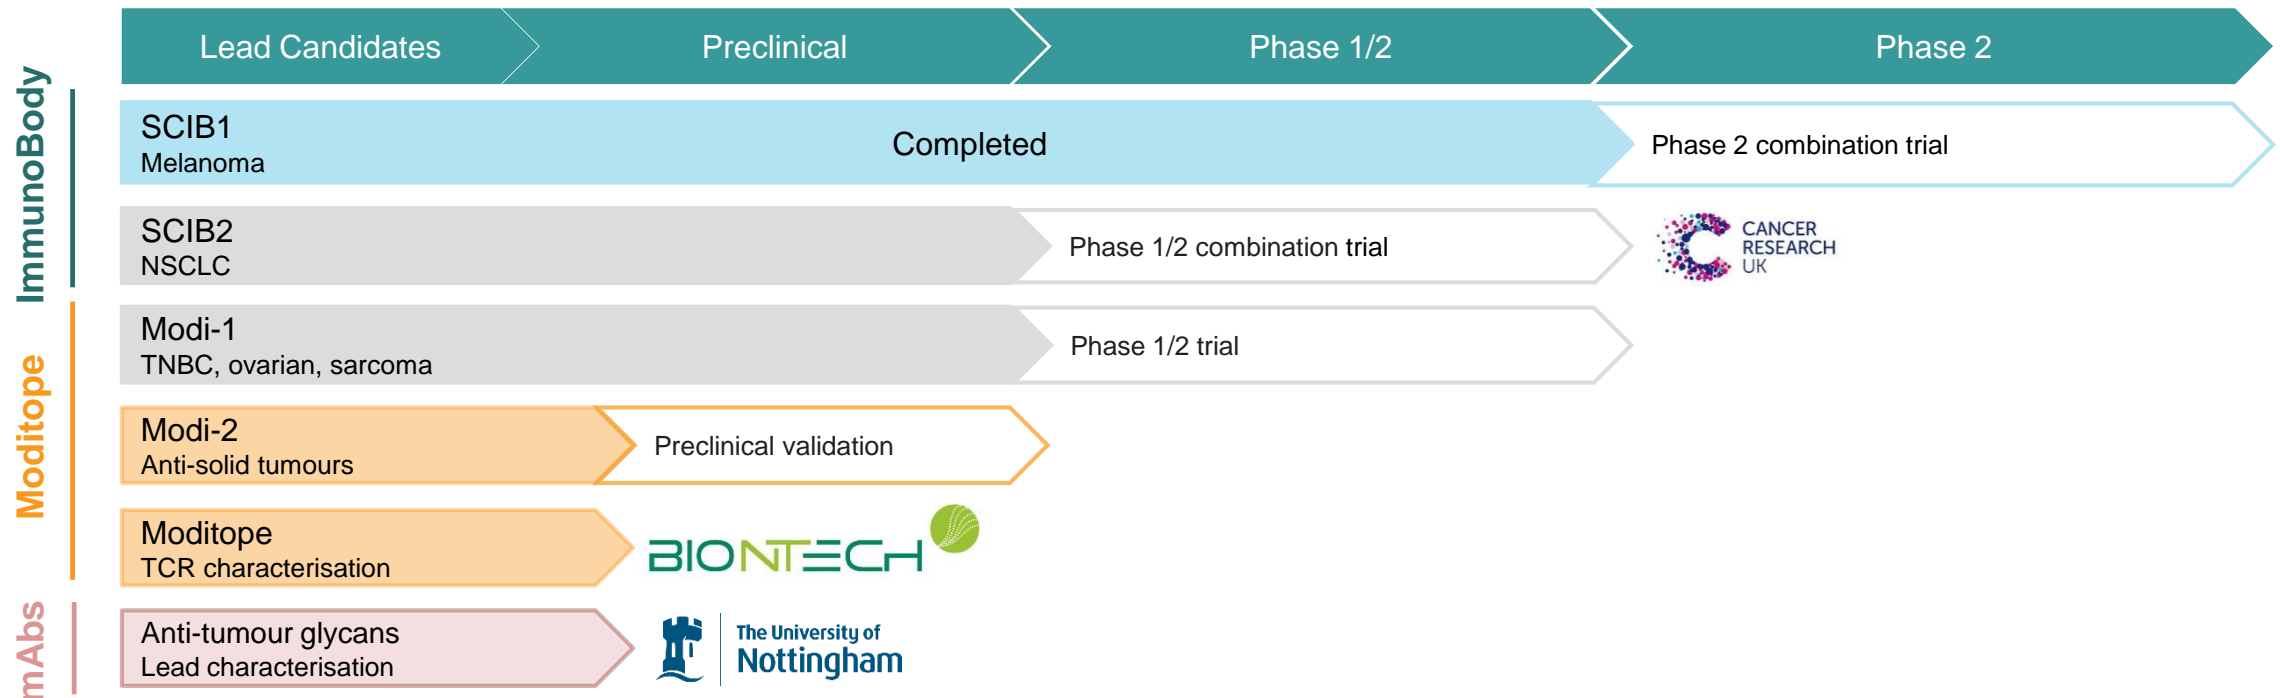 Lead Candidates
Preclinical
Phase 1/2
Phase 2
ImmunoBody
SCIB1
Melanoma
Completed
Phase 2 combination trial
SCIB2
NSCLC
Phase 1/2 combination trial
CANCER
RESEARCH
UK
Moditope
Modi-1
TNBC, ovarian, sarcoma
Phase 1/2 trial
Modi-2
Anti-solid tumours
Preclinical validation
Moditope
TCR characterisation
BIONTECH
mAbs
Anti-tumour glycans
Lead characterisation
The University of
Nottingham